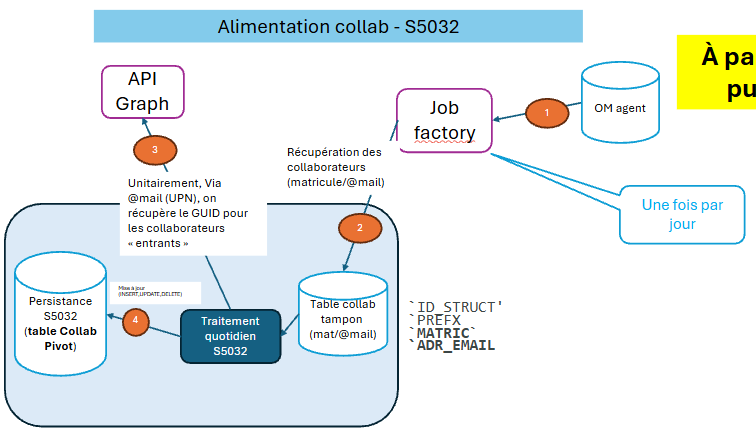 Alimentation collab - S5032
À pa
pu
API
Graph
Job
factory
OM agent
1
3
Récupération des
collaborateurs
(matricule/@mail)
Unitairement, Via
@mail (UPN), on
récupère le GUID pour
les collaborateurs
« entrants »
Une fois par
jour
2
Mise à jour
(INSERT,UPDATE,DELETE)
Persistance
S5032
(table Collab
Pivot)
4
Traitement
quotidien
S5032
Table collab
tampon
(mat/@mail)
`ID_STRUCT'
`PREFX
`MATRIC`
`ADR_EMAIL